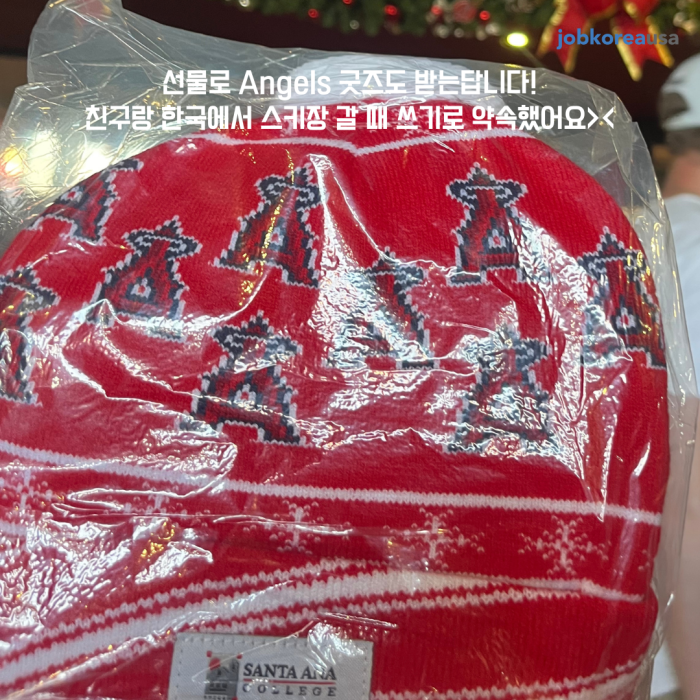 jobkoreausa
선물로 Angels 굿즈도 받는답니다!
친구랑 한국에서 스키장 갈 때 쓰기로 약속했어요><
SANTA ANA
COLLEGE